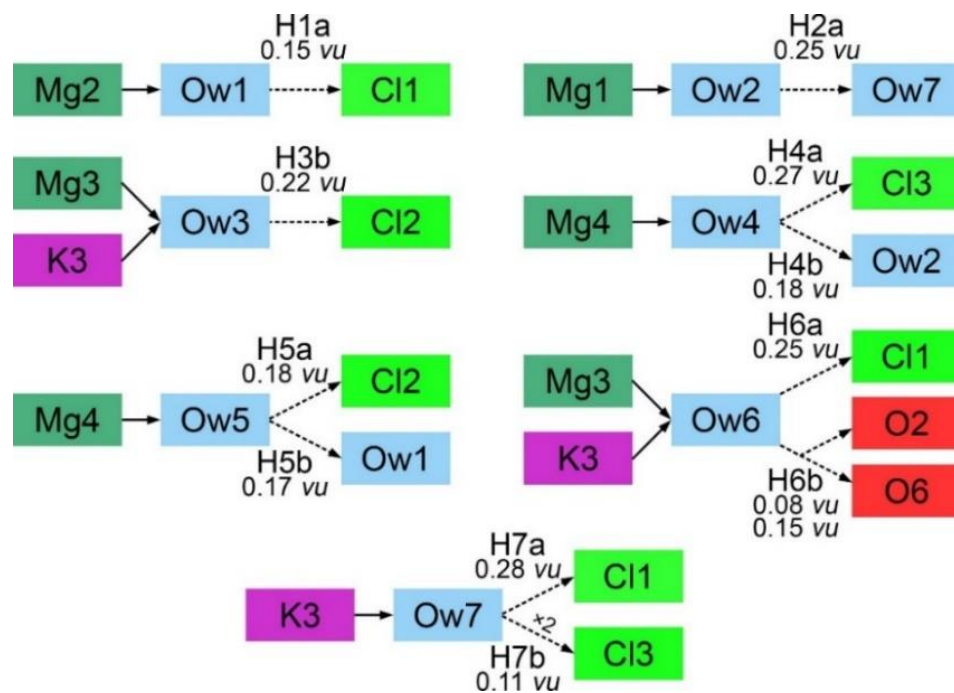 H1a
0.15 vu
Mg2 Ow1 Cl1
H2a
0.25 vu
Mg1 Ow2 Ow7
H3b
0.22 vu
Mg3
K3
Ow3 Cl2
H4a
0.27 vu
Cl3
Mg4 Ow4
Ow2
H4b
0.18 vu
H5a
0.18 vu
Cl2
Mg4 Ow5
Ow1
H5b
0.17 vu
H6a
0.25 vu
Cl1
Mg3
K3
Ow6
O2
O6
H6b
0.08 vu
0.15 vu
H7a
0.28 vu
Cl1
K3 Ow7
×2
Cl3
H7b
0.11 vu